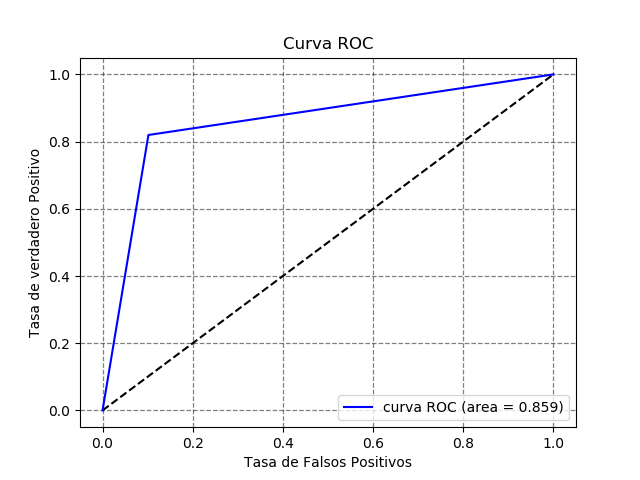 Curva ROC
1.0
0.8
0.6
0.4
0.2
0.0
Tasa de verdadero Positivo
curva ROC (area = 0.859)
0.0 0.2 0.4 0.6 0.8 1.0
Tasa de Falsos Positivos